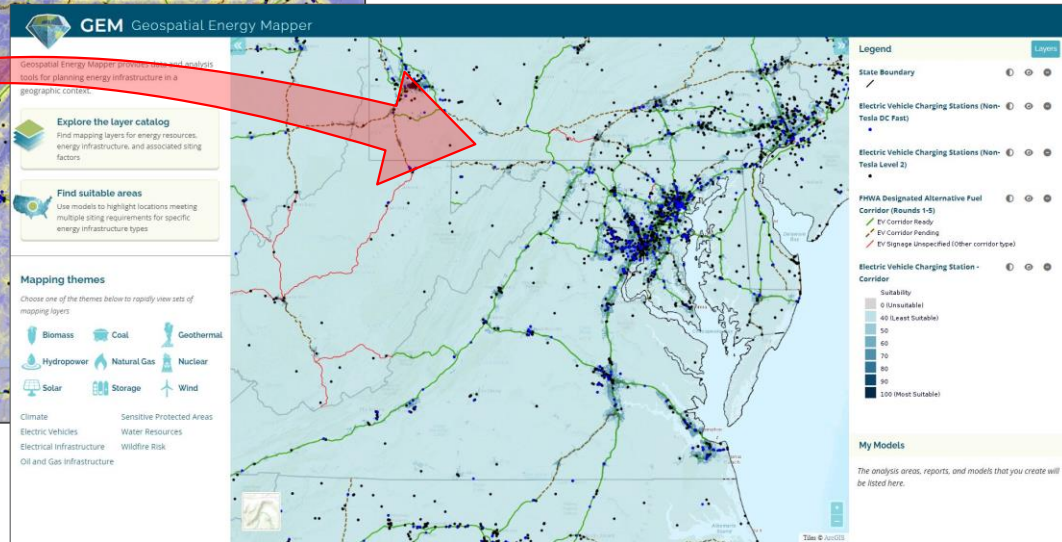 GEM Geospatial Energy Mapper
Geospatial Energy Mapper provides data and analysis
tools for planning energy infrastructure in a
geographic context.
Explore the layer catalog
Find mapping layers for energy resources,
energy infrastructure, and associated siting
factors
Find suitable areas
Use models to highlight locations meeting
multiple siting requirements for specific
energy infrastructure types
Mapping themes
Choose one of the themes below to rapidly view sets of
mapping layers
Biomass Coal Geothermal
Hydropower Natural Gas Nuclear
Solar Storage Wind
Climate Sensitive Protected Areas
Electric Vehicles Water Resources
Electrical Infrastructure Wildfire Risk
Oil and Gas Infrastructure
Tiles © ArcGIS
Legend Layers
State Boundary
Electric Vehicle Charging Stations (Non-
Tesla DC Fast)
Electric Vehicle Charging Stations (Non-
Tesla Level 2)
FHWA Designated Alternative Fuel
Corridor (Rounds 1-5)
EV Corridor Ready
EV Corridor Pending
EV Signage Unspecified (Other corridor type)
Electric Vehicle Charging Station -
Corridor
Suitability
0 (Unsuitable)
40 (Least Suitable)
50
60
70
80
90
100 (Most Suitable)
My Models
The analysis areas, reports, and models that you create will
be listed here.